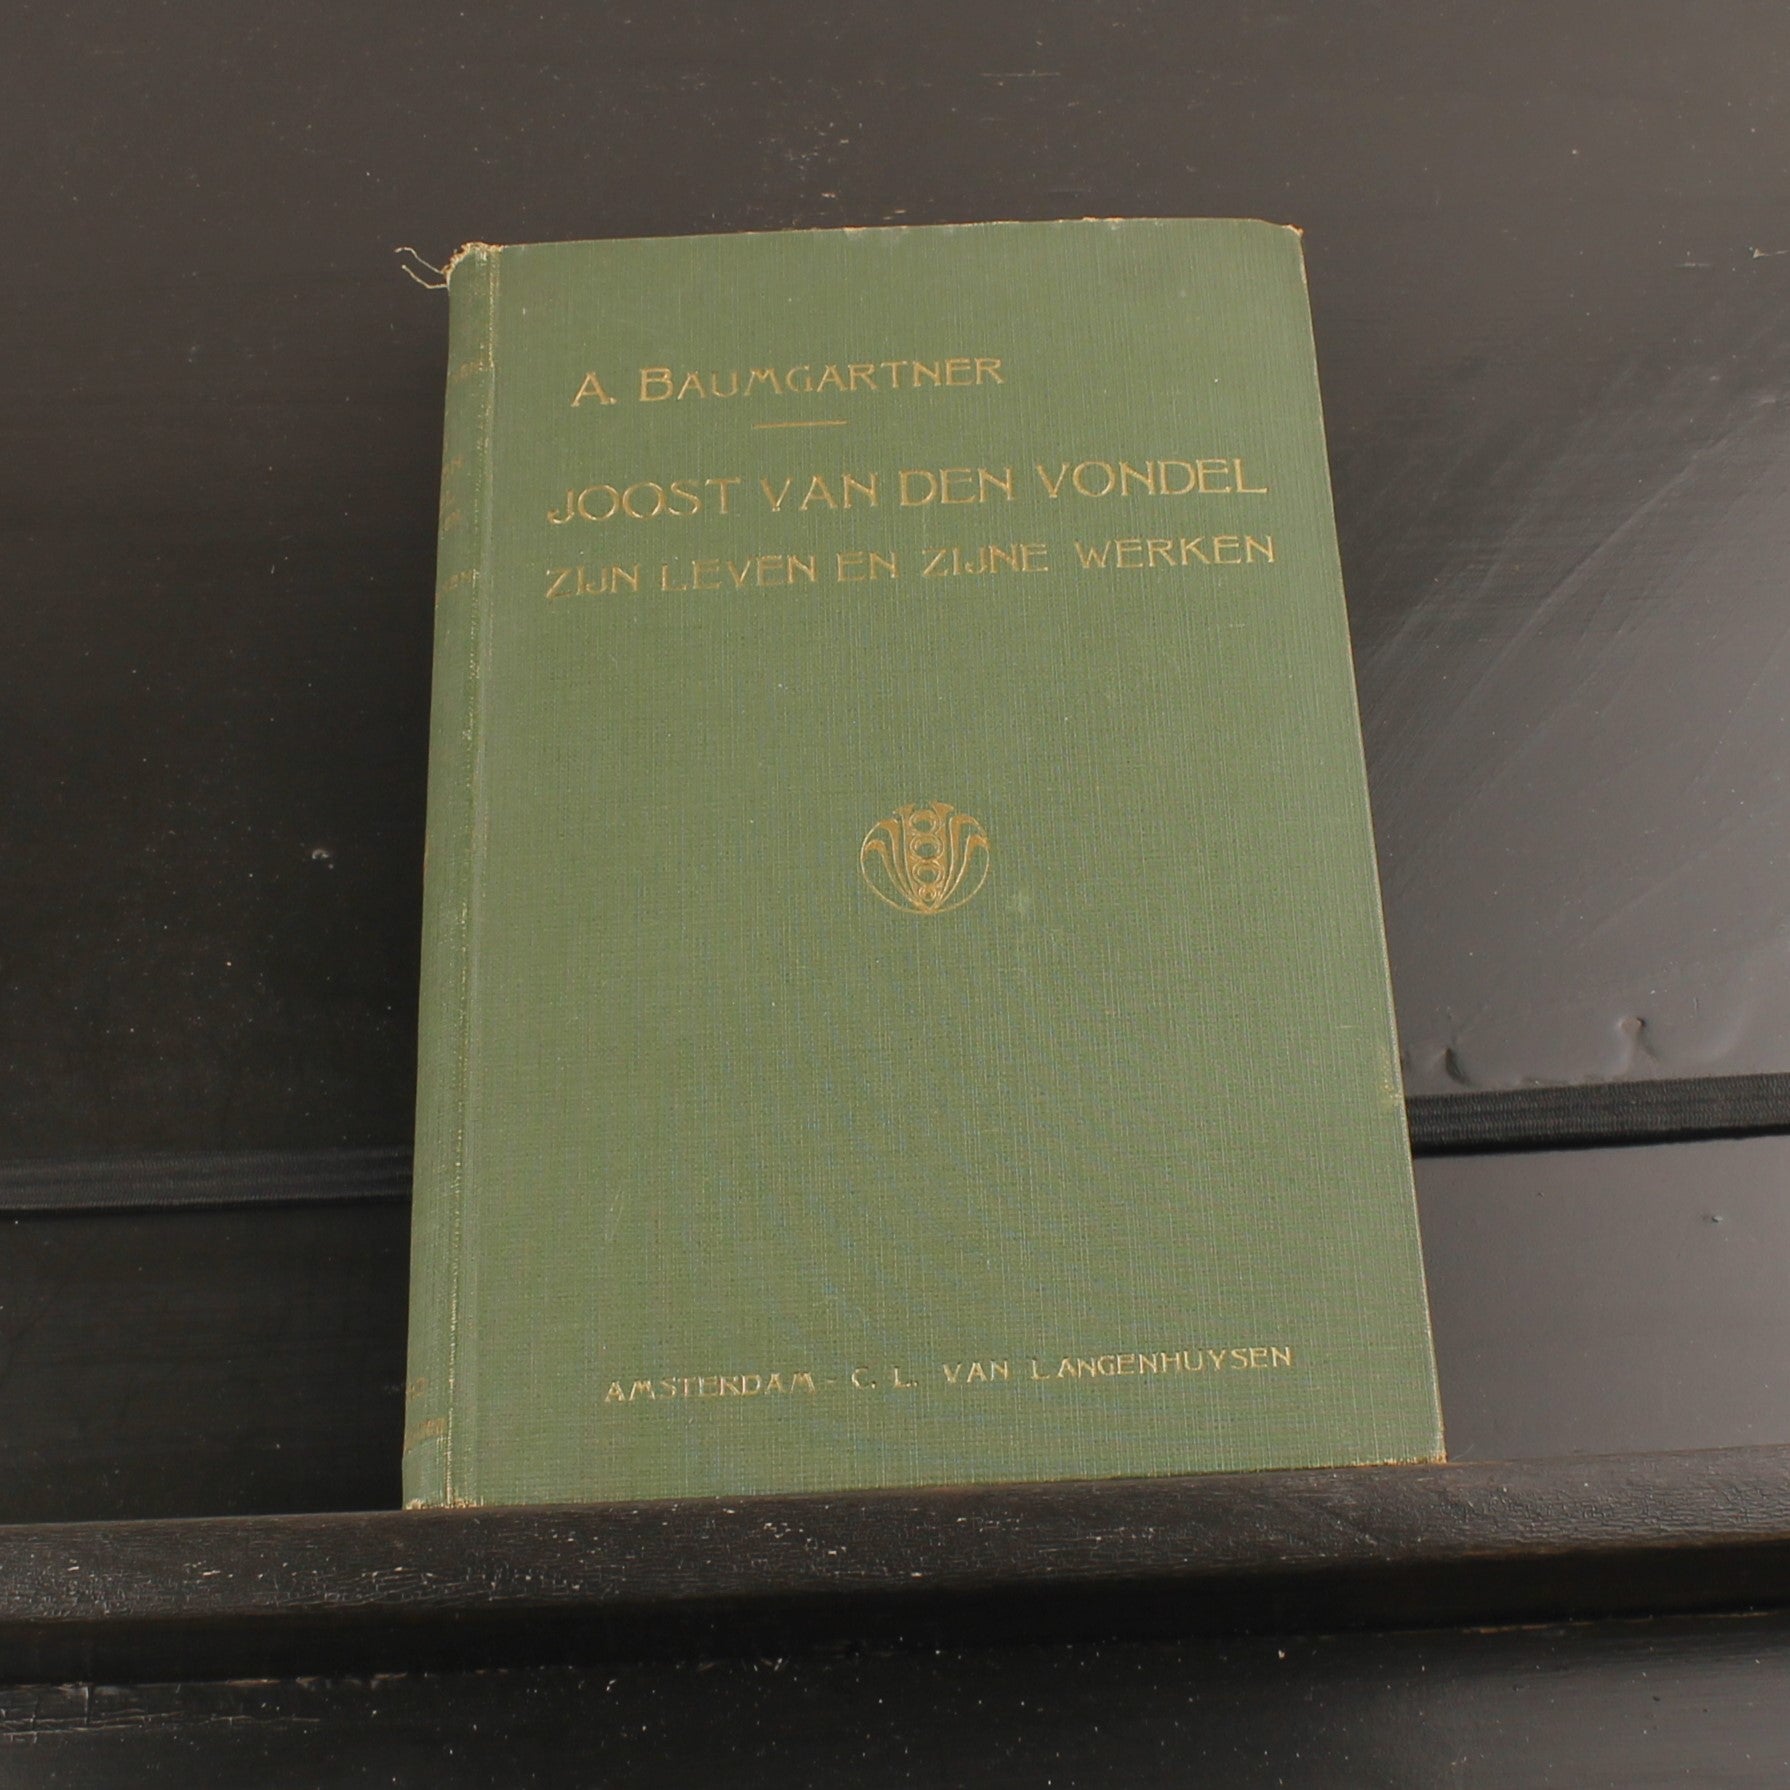 A. BAUMGARTNER
JOOST VAN DEN VONDEL
ZIJN LEVEN EN ZIJNE WERKEN
AMSTERDAM - C. L. VAN LANGENHUYSEN